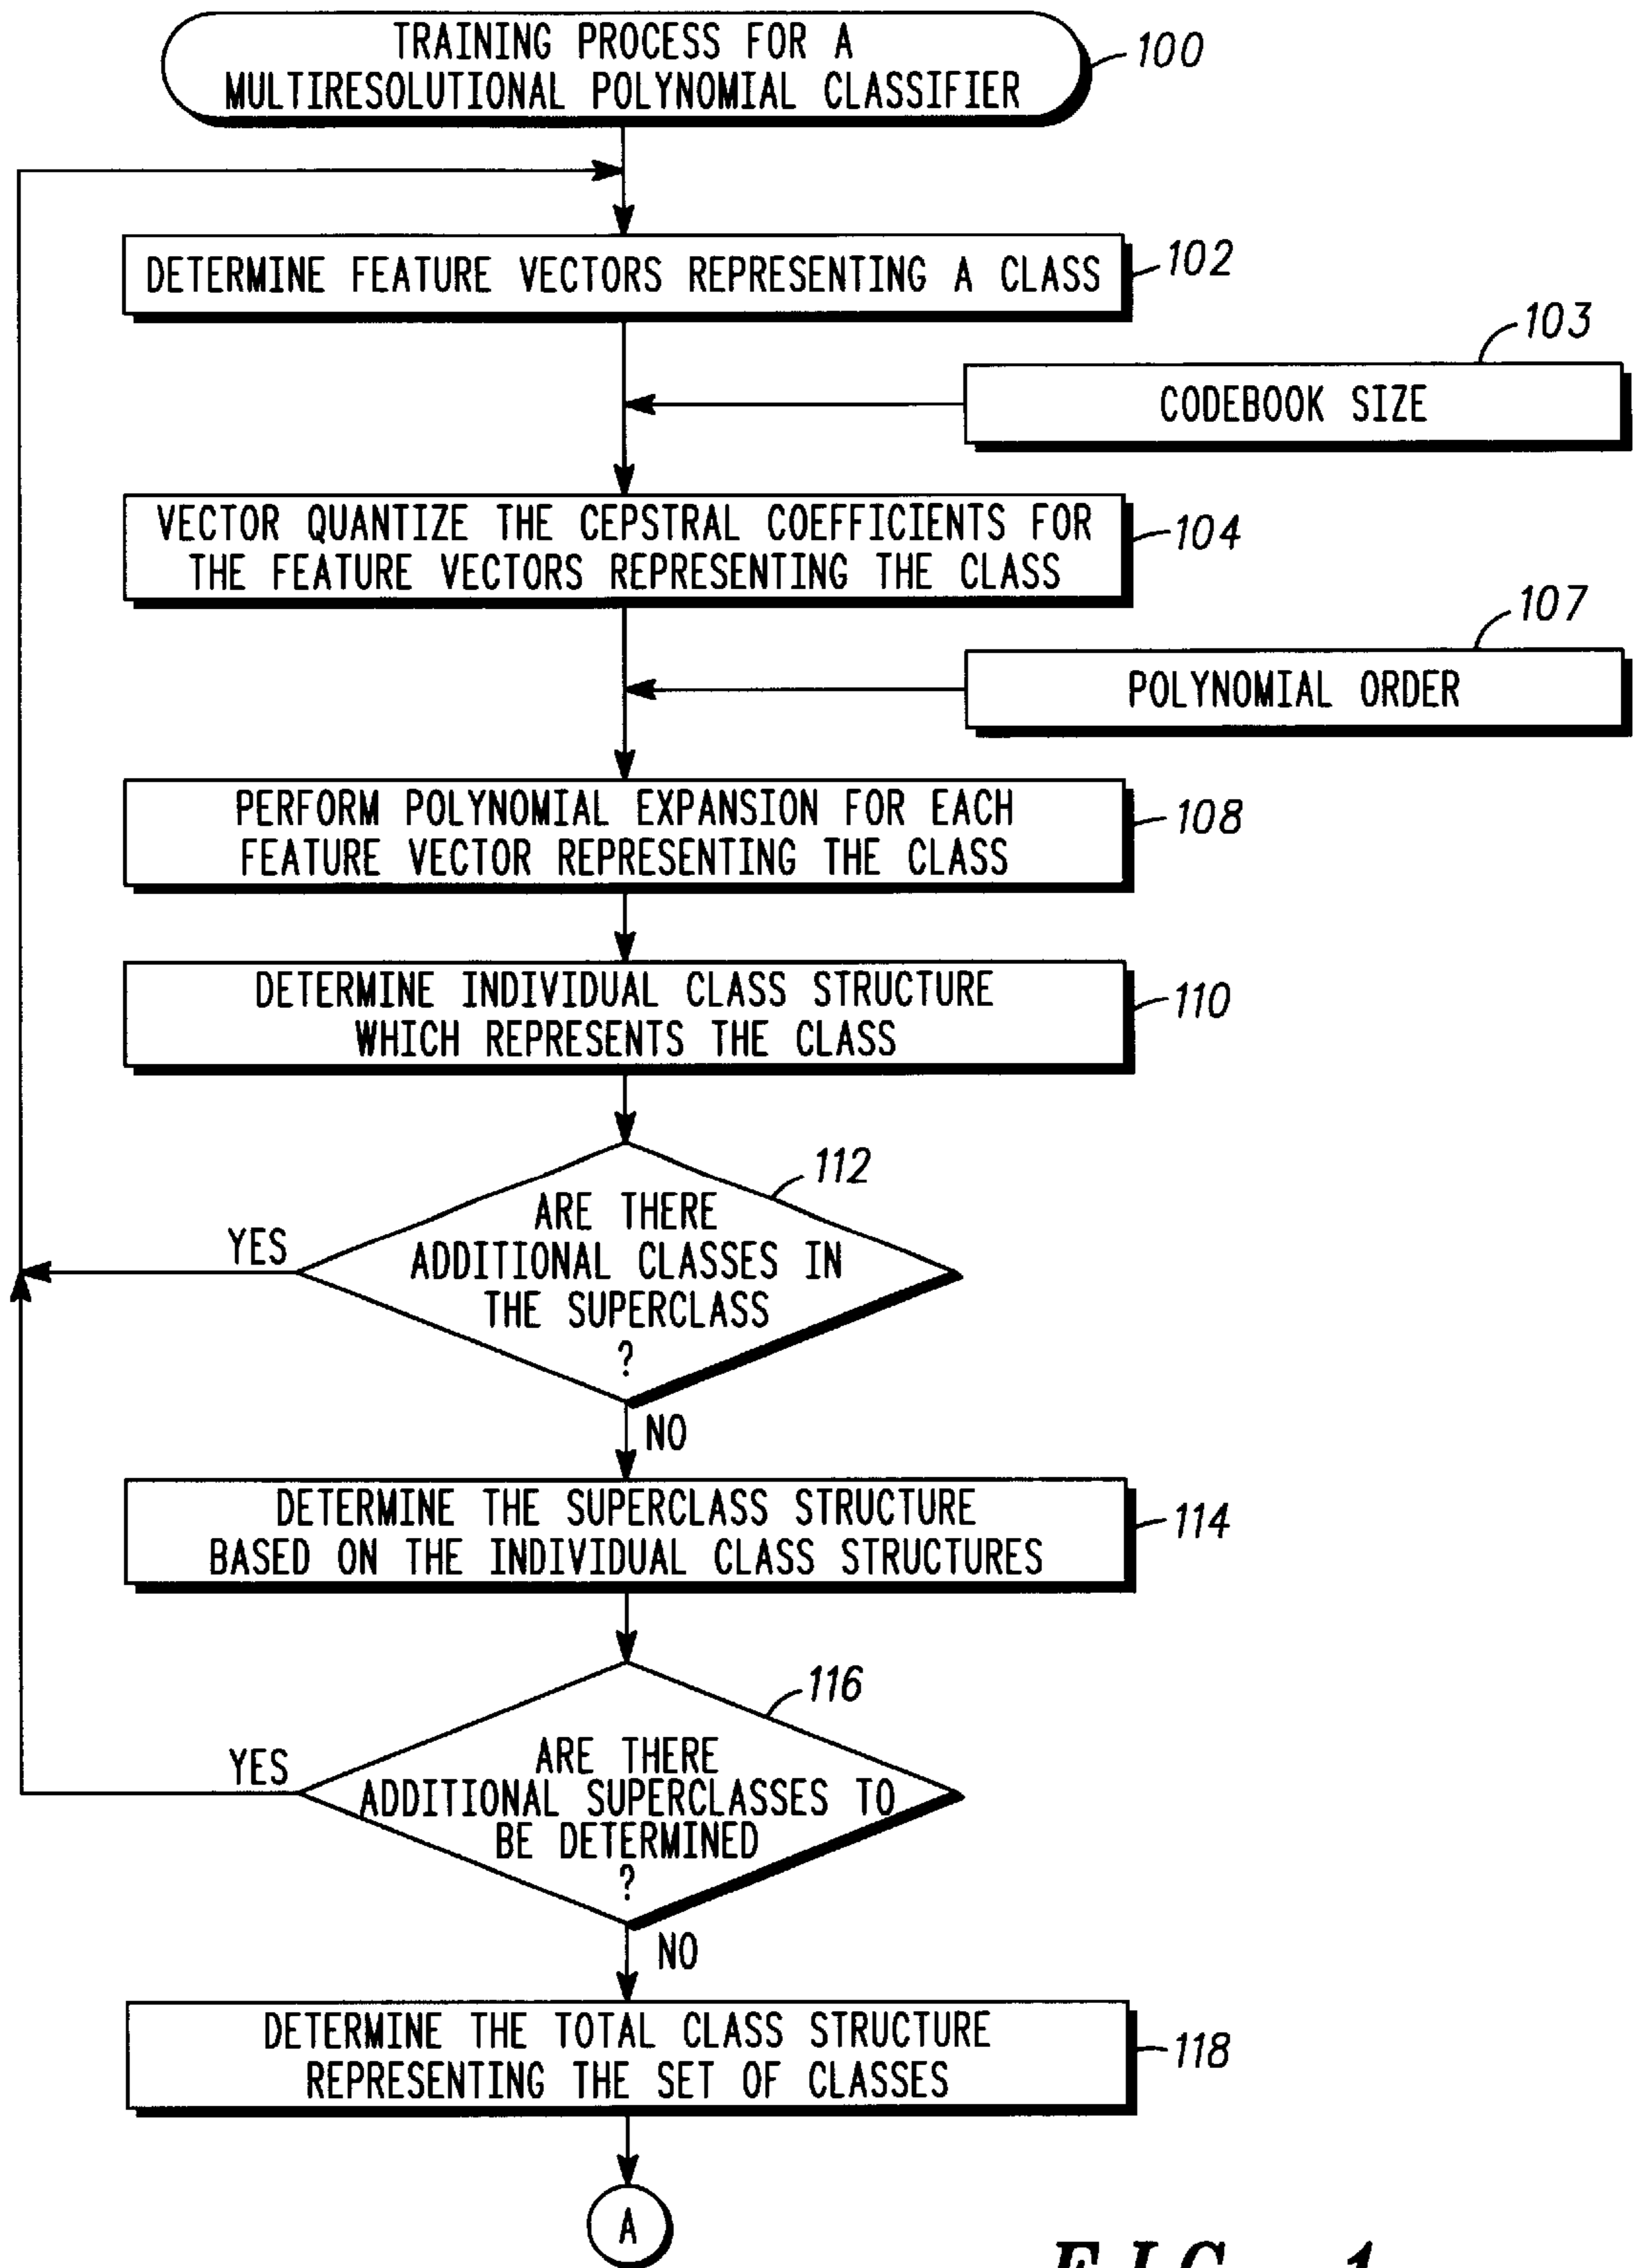 TRAINING PROCESS FOR A
MULTIRESOLUTIONAL POLYNOMIAL CLASSIFIER
100
DETERMINE FEATURE VECTORS REPRESENTING A CLASS
102
103
CODEBOOK SIZE
VECTOR QUANTIZE THE CEPSTRAL COEFFICIENTS FOR
THE FEATURE VECTORS REPRESENTING THE CLASS
104
107
POLYNOMIAL ORDER
PERFORM POLYNOMIAL EXPANSION FOR EACH
FEATURE VECTOR REPRESENTING THE CLASS
108
DETERMINE INDIVIDUAL CLASS STRUCTURE
WHICH REPRESENTS THE CLASS
110
112
ARE THERE
ADDITIONAL CLASSES IN
THE SUPERCLASS
?
YES
NO
DETERMINE THE SUPERCLASS STRUCTURE
BASED ON THE INDIVIDUAL CLASS STRUCTURES
114
116
ARE THERE
ADDITIONAL SUPERCLASSES TO
BE DETERMINED
?
YES
NO
DETERMINE THE TOTAL CLASS STRUCTURE
REPRESENTING THE SET OF CLASSES
118
A
FIG. 1